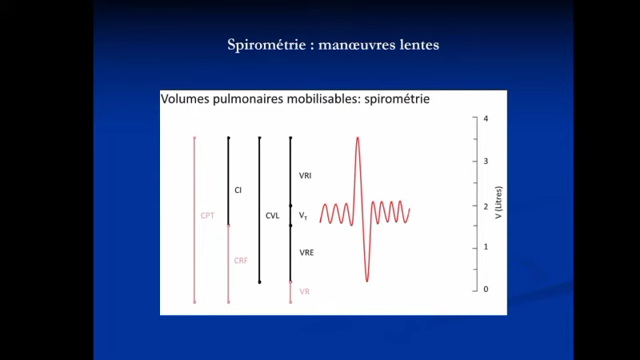 Spirométrie : manœuvres lentes
Volumes pulmonaires mobilisables: spirométrie
4
VRI
3
CI
CPT
CVL
VT
2
V (Litres)
VRE
1
CRF
VR
0